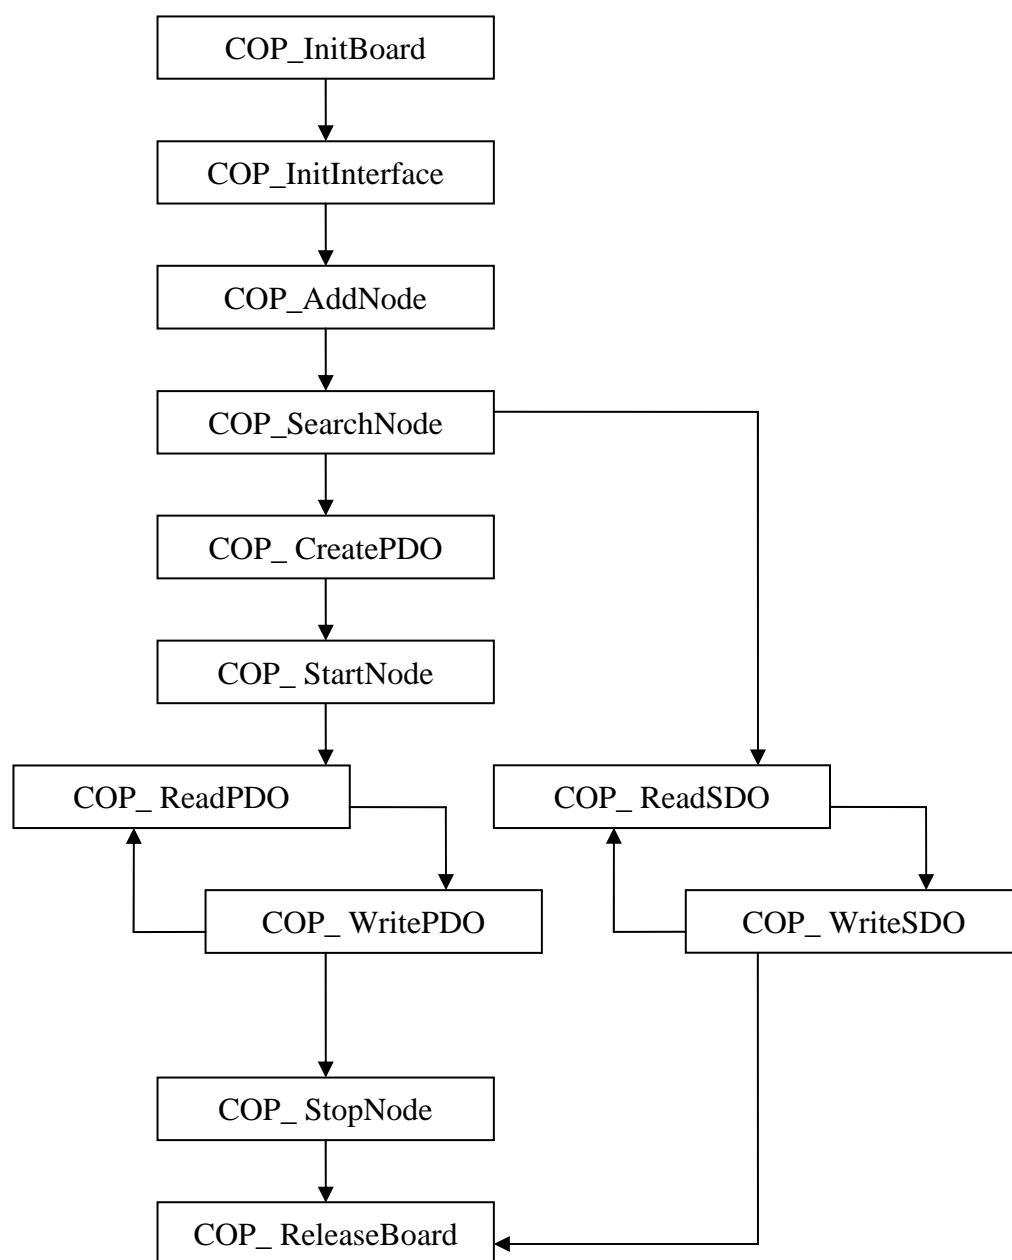 COP_InitBoard
COP_InitInterface
COP_AddNode
COP_SearchNode
COP_ CreatePDO
COP_ StartNode
COP_ ReadPDO
COP_ ReadSDO
COP_ WritePDO
COP_ WriteSDO
COP_ StopNode
COP_ ReleaseBoard